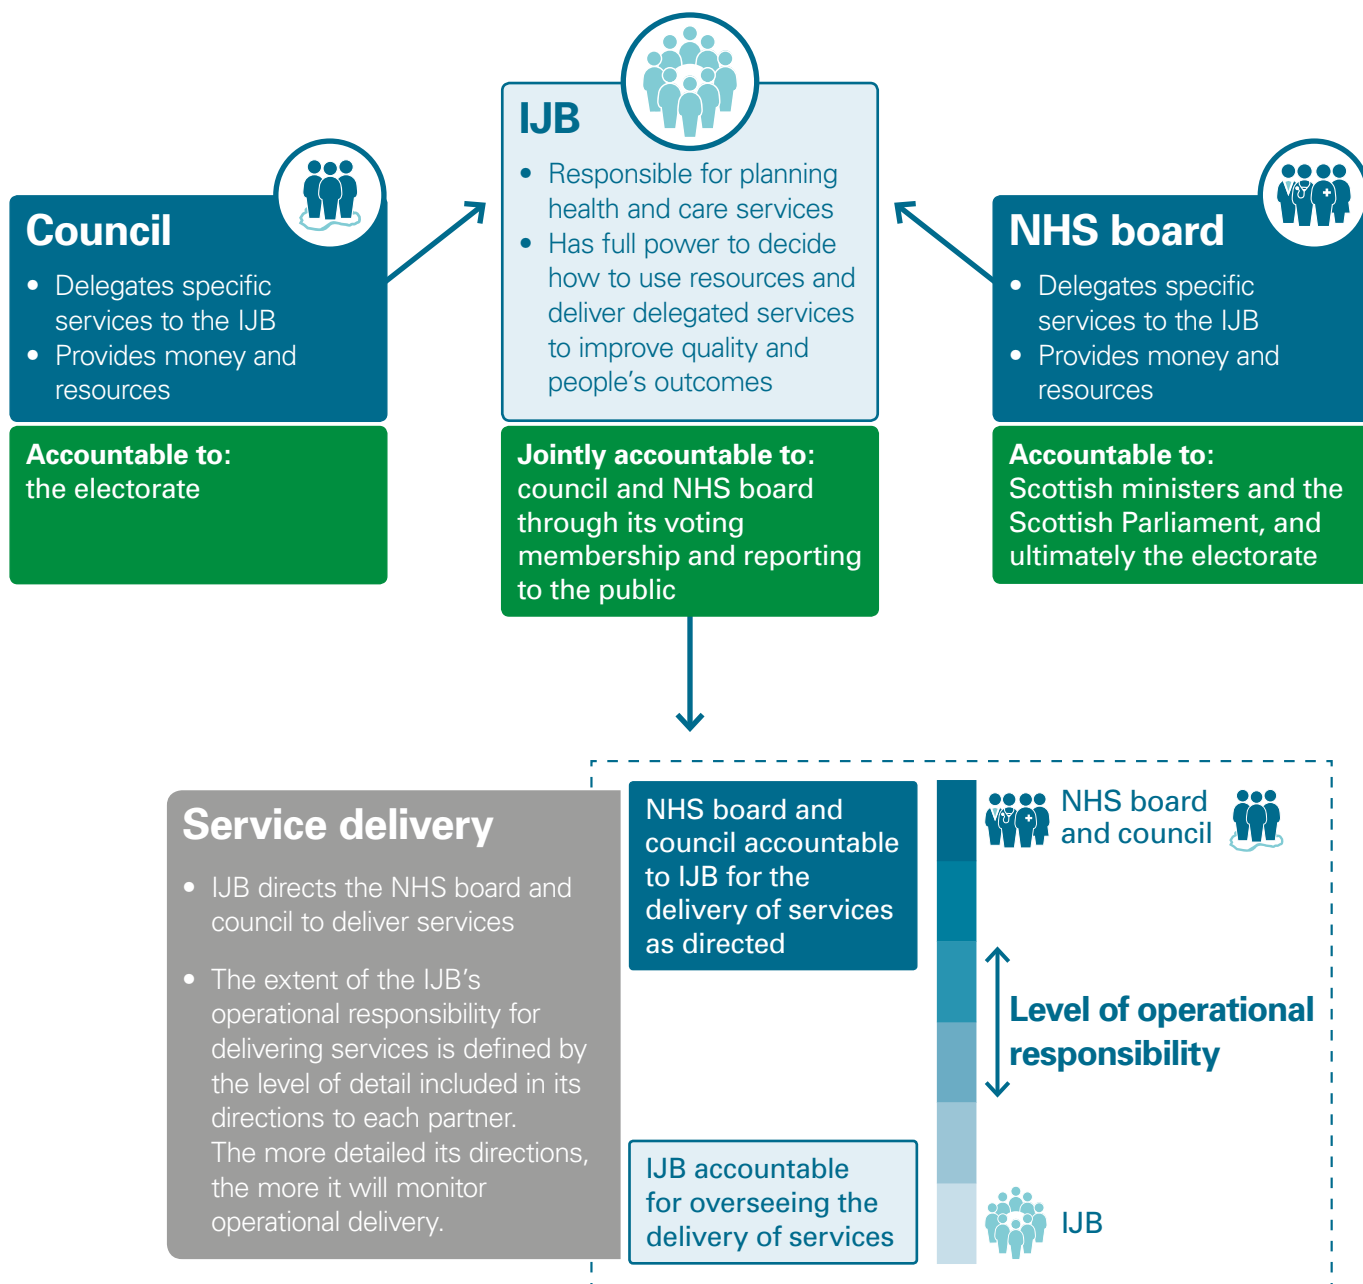 IJB
• Responsible for planning
health and care services
• Has full power to decide
how to use resources and
deliver delegated services
to improve quality and
people’s outcomes
Council
• Delegates specific
services to the IJB
• Provides money and
resources
NHS board
• Delegates specific
services to the IJB
• Provides money and
resources
Accountable to:
the electorate
Jointly accountable to:
council and NHS board
through its voting
membership and reporting
to the public
Accountable to:
Scottish ministers and the
Scottish Parliament, and
ultimately the electorate
Service delivery
• IJB directs the NHS board and
council to deliver services
• The extent of the IJB’s
operational responsibility for
delivering services is defined by
the level of detail included in its
directions to each partner.
The more detailed its directions,
the more it will monitor
operational delivery.
NHS board and
council accountable
to IJB for the
delivery of services
as directed
IJB accountable
for overseeing the
delivery of services
NHS board
and council
Level of operational
responsibility
IJB